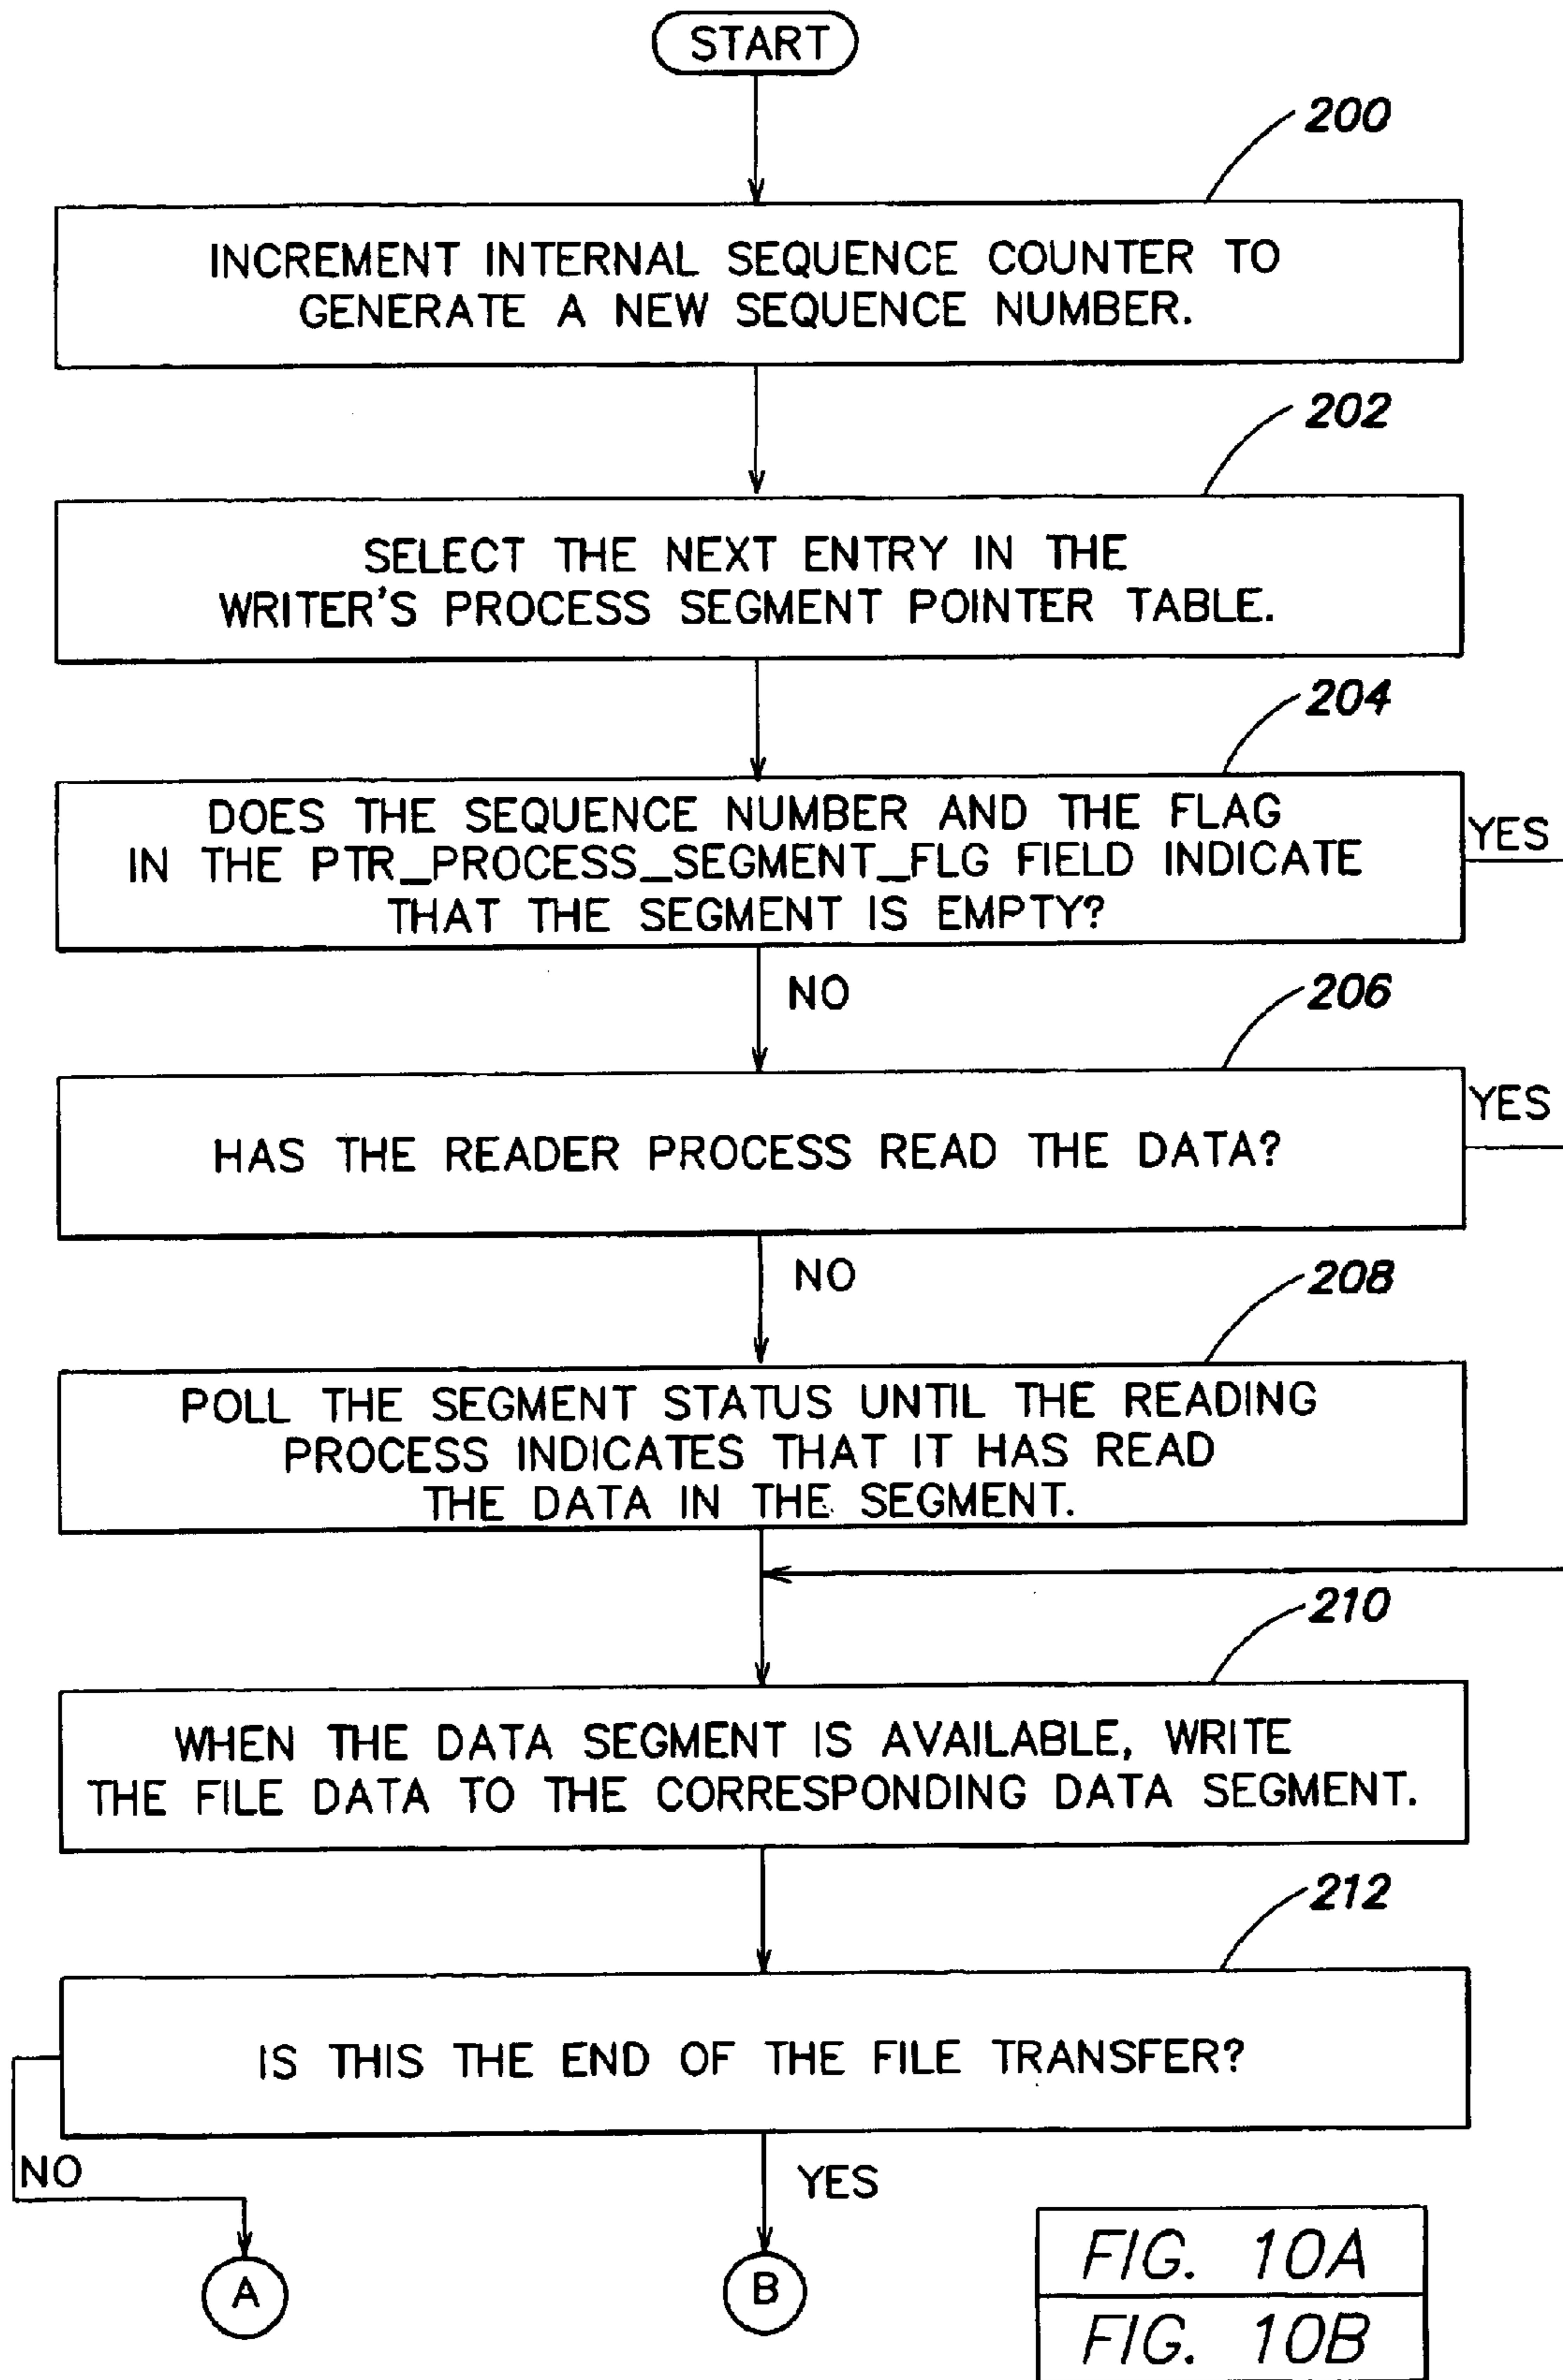 START
200
INCREMENT INTERNAL SEQUENCE COUNTER TO
GENERATE A NEW SEQUENCE NUMBER.
202
SELECT THE NEXT ENTRY IN THE
WRITER'S PROCESS SEGMENT POINTER TABLE.
204
DOES THE SEQUENCE NUMBER AND THE FLAG
IN THE PTR_PROCESS_SEGMENT_FLG FIELD INDICATE
THAT THE SEGMENT IS EMPTY?
YES
NO
206
HAS THE READER PROCESS READ THE DATA?
YES
NO
208
POLL THE SEGMENT STATUS UNTIL THE READING
PROCESS INDICATES THAT IT HAS READ
THE DATA IN THE SEGMENT.
210
WHEN THE DATA SEGMENT IS AVAILABLE, WRITE
THE FILE DATA TO THE CORRESPONDING DATA SEGMENT.
212
IS THIS THE END OF THE FILE TRANSFER?
NO
YES
A
B
FIG. 10A
FIG. 10B